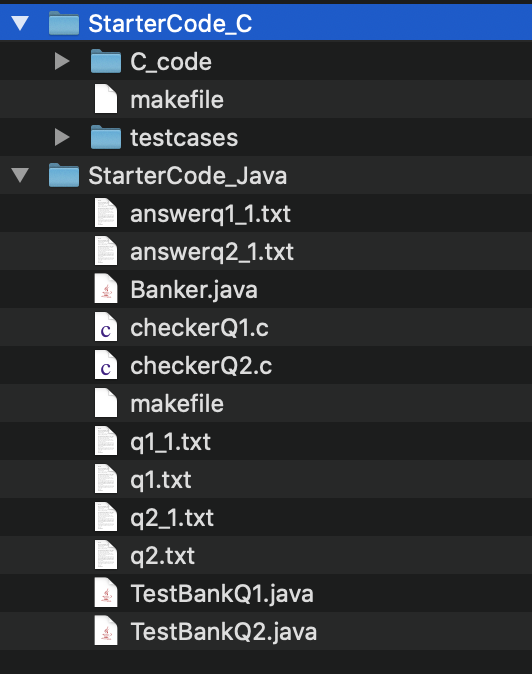 StarterCode_C
C_code
makefile
testcases
StarterCode_Java
answerq1_1.txt
answerq2_1.txt
Banker.java
c checkerQ1.c
c checkerQ2.c
makefile
q1_1.txt
q1.txt
q2_1.txt
q2.txt
TestBankQ1.java
TestBankQ2.java